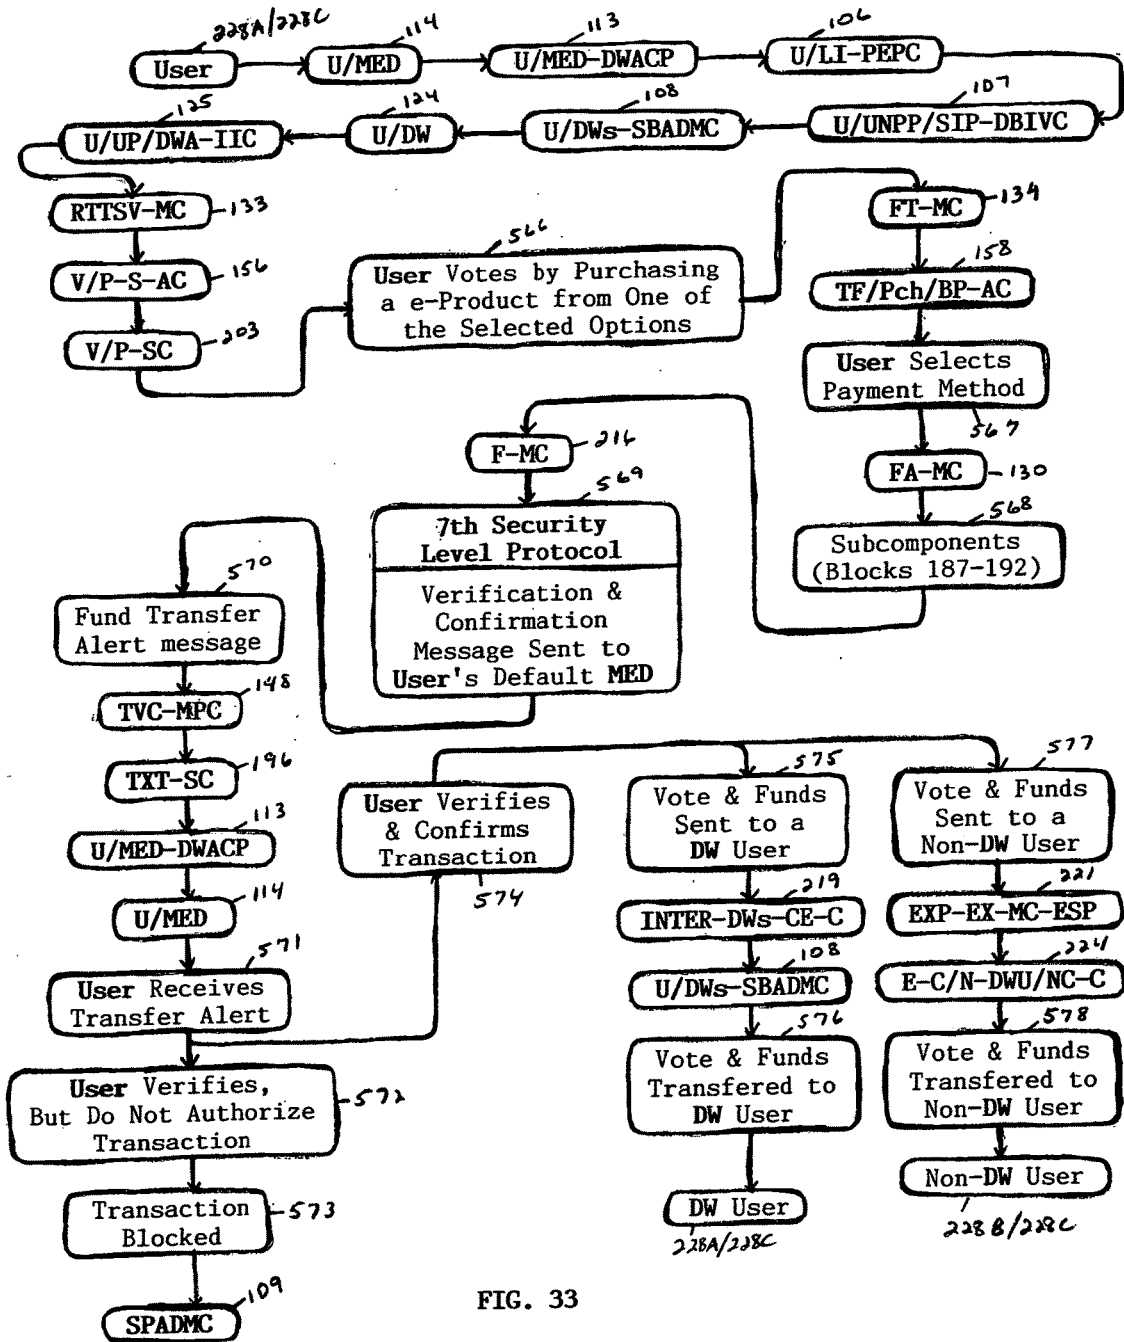 228A/228C
User
114
U/MED
113
U/MED-DWACP
106
U/LI-PEPC
107
U/UNPP/SIP-DBIVC
108
U/DWs-SBADMC
124
U/DW
125
U/UP/DWA-IIC
RTTSV-MC
133
V/P-S-AC
156
V/P-SC
203
566
User Votes by Purchasing
a e-Product from One of
the Selected Options
FT-MC
134
158
TF/Pch/BP-AC
User Selects
Payment Method
567
FA-MC
130
568
Subcomponents
(Blocks 187-192)
F-MC
216
569
7th Security
Level Protocol
Verification &
Confirmation
Message Sent to
User's Default MED
570
Fund Transfer
Alert message
148
TVC-MPC
196
TXT-SC
113
U/MED-DWACP
114
U/MED
571
User Receives
Transfer Alert
User Verifies,
But Do Not Authorize
Transaction
572
Transaction
Blocked
573
109
SPADMC
User Verifies
& Confirms
Transaction
574
575
Vote & Funds
Sent to a
DW User
219
INTER-DWs-CE-C
108
U/DWs-SBADMC
576
Vote & Funds
Transfered to
DW User
DW User
228A/228C
577
Vote & Funds
Sent to a
Non-DW User
221
EXP-EX-MC-ESP
224
E-C/N-DWU/NC-C
578
Vote & Funds
Transfered to
Non-DW User
Non-DW User
228B/228C
FIG. 33